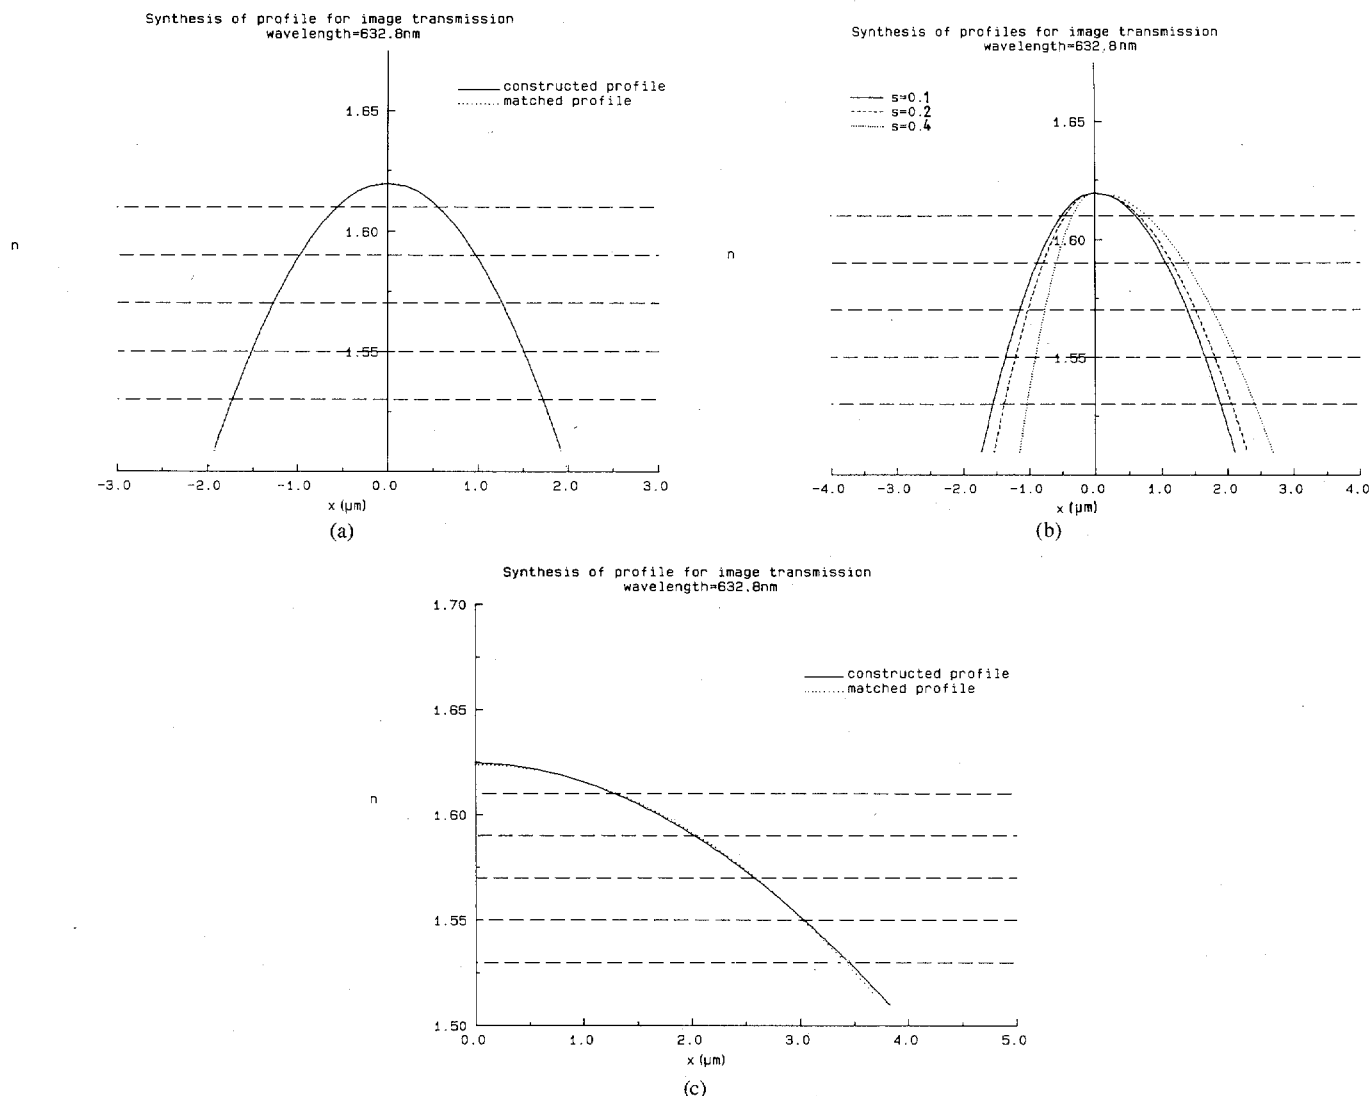 Synthesis of profile for image transmission
wavelength=632.8nm
constructed profile
matched profile
1.65
1.60
1.55
n
-3.0 -2.0 -1.0 0.0 1.0 2.0 3.0
x (μm)
(a)
Synthesis of profiles for image transmission
wavelength=632.8nm
s=0.1
s=0.2
s=0.4
1.65
1.60
1.55
n
-4.0 -3.0 -2.0 -1.0 0.0 1.0 2.0 3.0 4.0
x (μm)
(b)
Synthesis of profile for image transmission
wavelength=632.8nm
constructed profile
matched profile
1.70
1.65
1.60
1.55
1.50
n
0.0 1.0 2.0 3.0 4.0 5.0
x (μm)
(c)